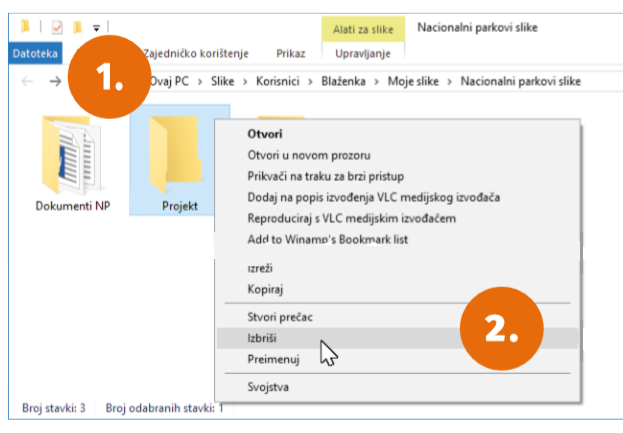 Alati za slike Nacionalni parkovi slike
Datoteka Zajedničko korištenje Prikaz Upravljanje
1.
Ovaj PC > Slike > Korisnici > Blaženka > Moje slike > Nacionalni parkovi slike
Dokumenti NP
Projekt
Otvori
Otvori u novom prozoru
Prikvači na traku za brzi pristup
Dodaj na popis izvođenja VLC medijskog izvođača
Reproduciraj s VLC medijskim izvođačem
Add to Winamp's Bookmark list
Izreži
Kopiraj
Stvori prečac
2.
Izbriši
Preimenuj
Svojstva
Broj stavki: 3 Broj odabranih stavki: 1